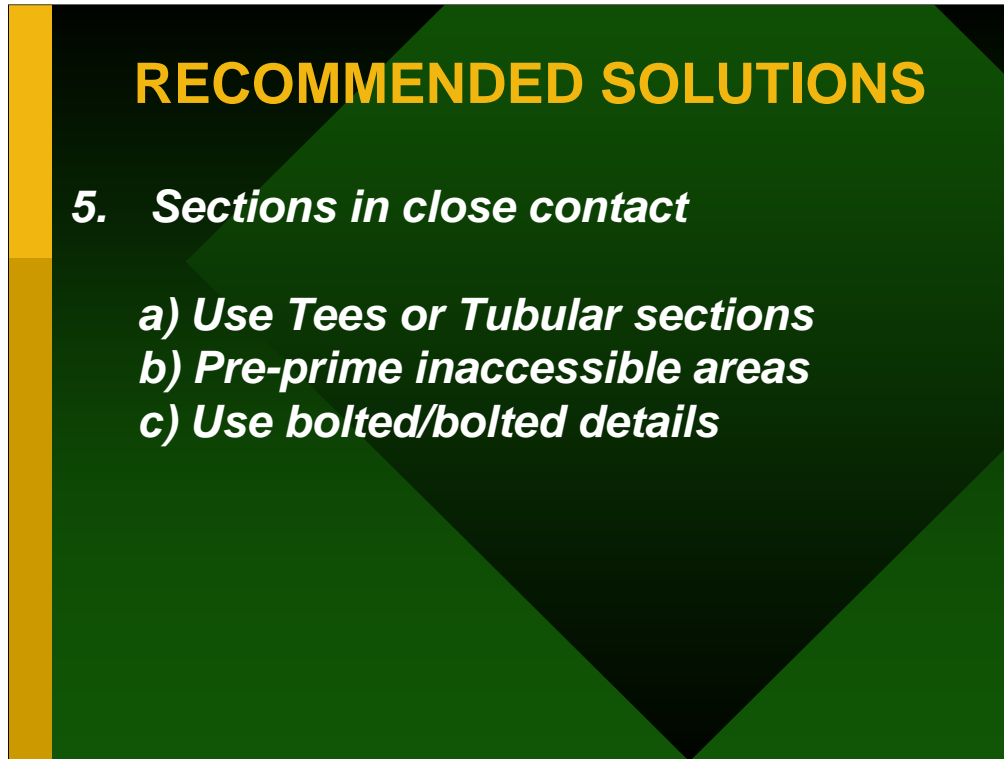 RECOMMENDED SOLUTIONS
5. Sections in close contact
a) Use Tees or Tubular sections
b) Pre-prime inaccessible areas
c) Use bolted/bolted details